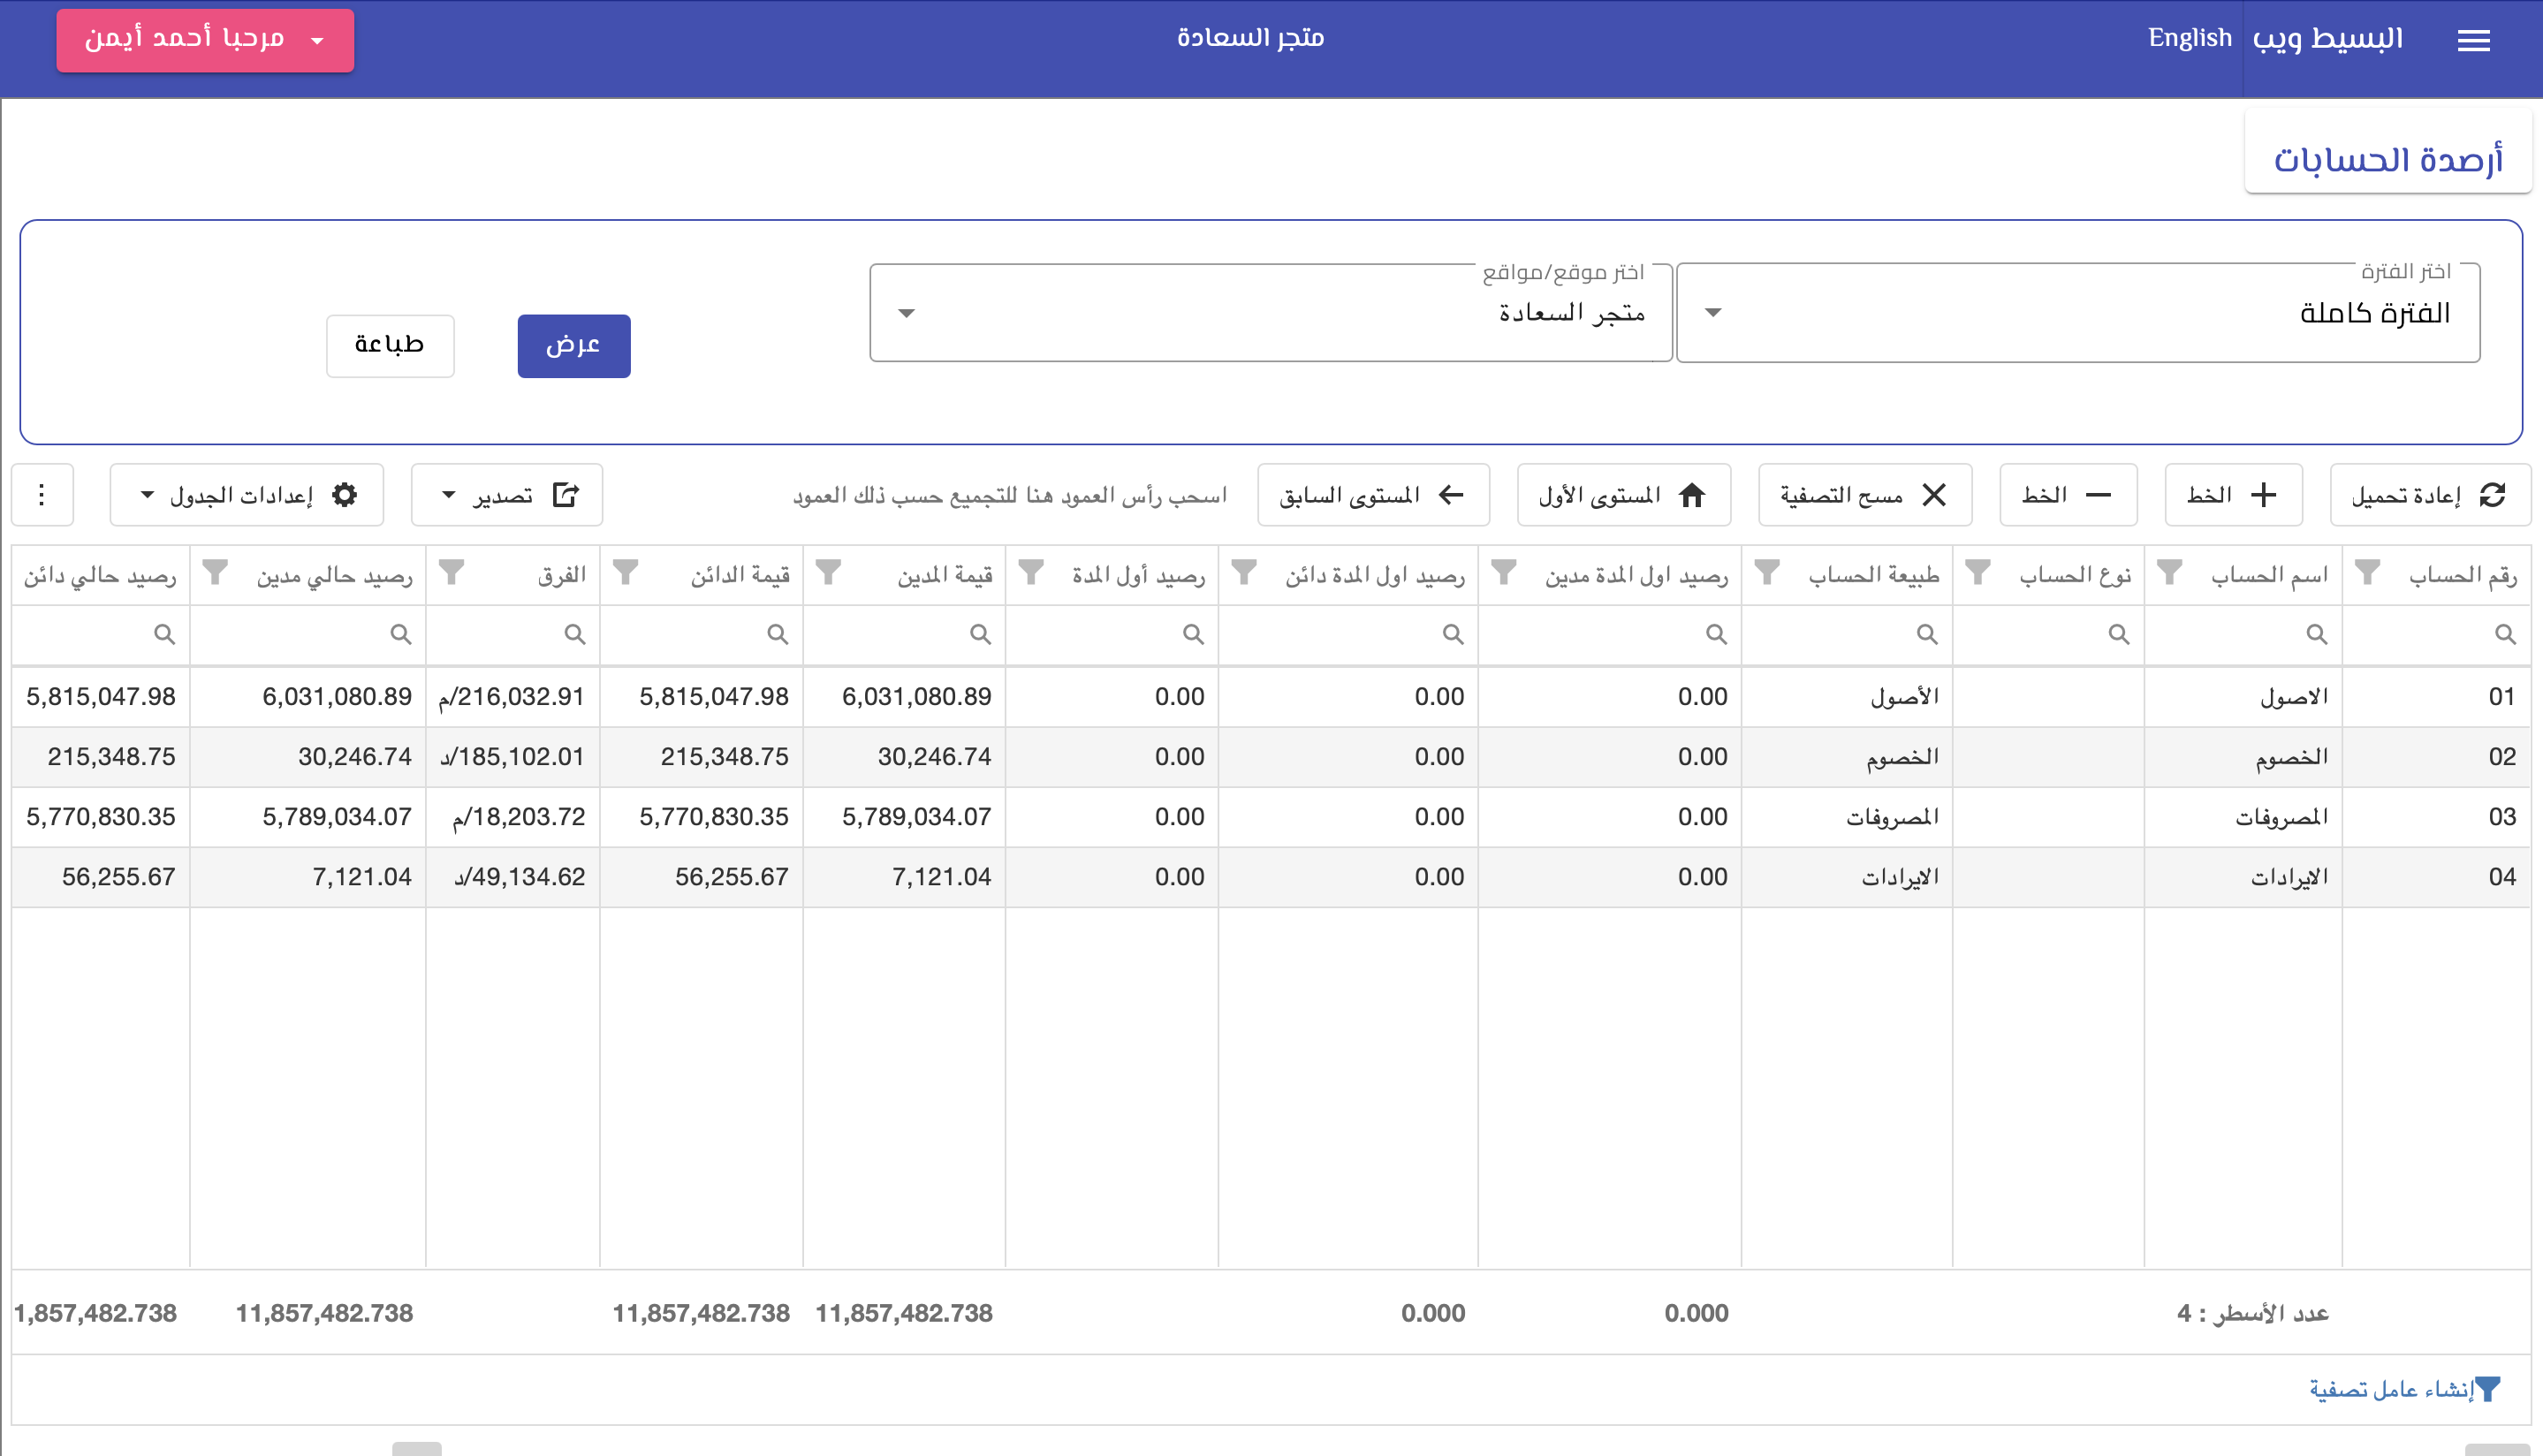 البسيط ويب English متجر السعادة مرحبا أحمد أيمن
أرصدة الحسابات
اختر الفترة اختر موقع/مواقع
الفترة كاملة متجر السعادة
عرض طباعة
إعادة تحميل الخط الخط مسح التصفية المستوى الأول المستوى السابق اسحب رأس العمود هنا للتجميع حسب ذلك العمود تصدير إعدادات الجدول
رقم الحساب اسم الحساب نوع الحساب طبيعة الحساب رصيد اول المدة مدين رصيد اول المدة دائن رصيد أول المدة قيمة المدين قيمة الدائن الفرق رصيد حالي مدين رصيد حالي دائن
01 الاصول الأصول 0.00 0.00 0.00 6,031,080.89 5,815,047.98 216,032.91/م 6,031,080.89 5,815,047.98
02 الخصوم الخصوم 0.00 0.00 0.00 30,246.74 215,348.75 185,102.01/د 30,246.74 215,348.75
03 المصروفات المصروفات 0.00 0.00 0.00 5,789,034.07 5,770,830.35 18,203.72/م 5,789,034.07 5,770,830.35
04 الايرادات الايرادات 0.00 0.00 0.00 7,121.04 56,255.67 49,134.62/د 7,121.04 56,255.67
عدد الأسطر : 4 0.000 0.000 11,857,482.738 11,857,482.738 11,857,482.738 1,857,482.738
إنشاء عامل تصفية